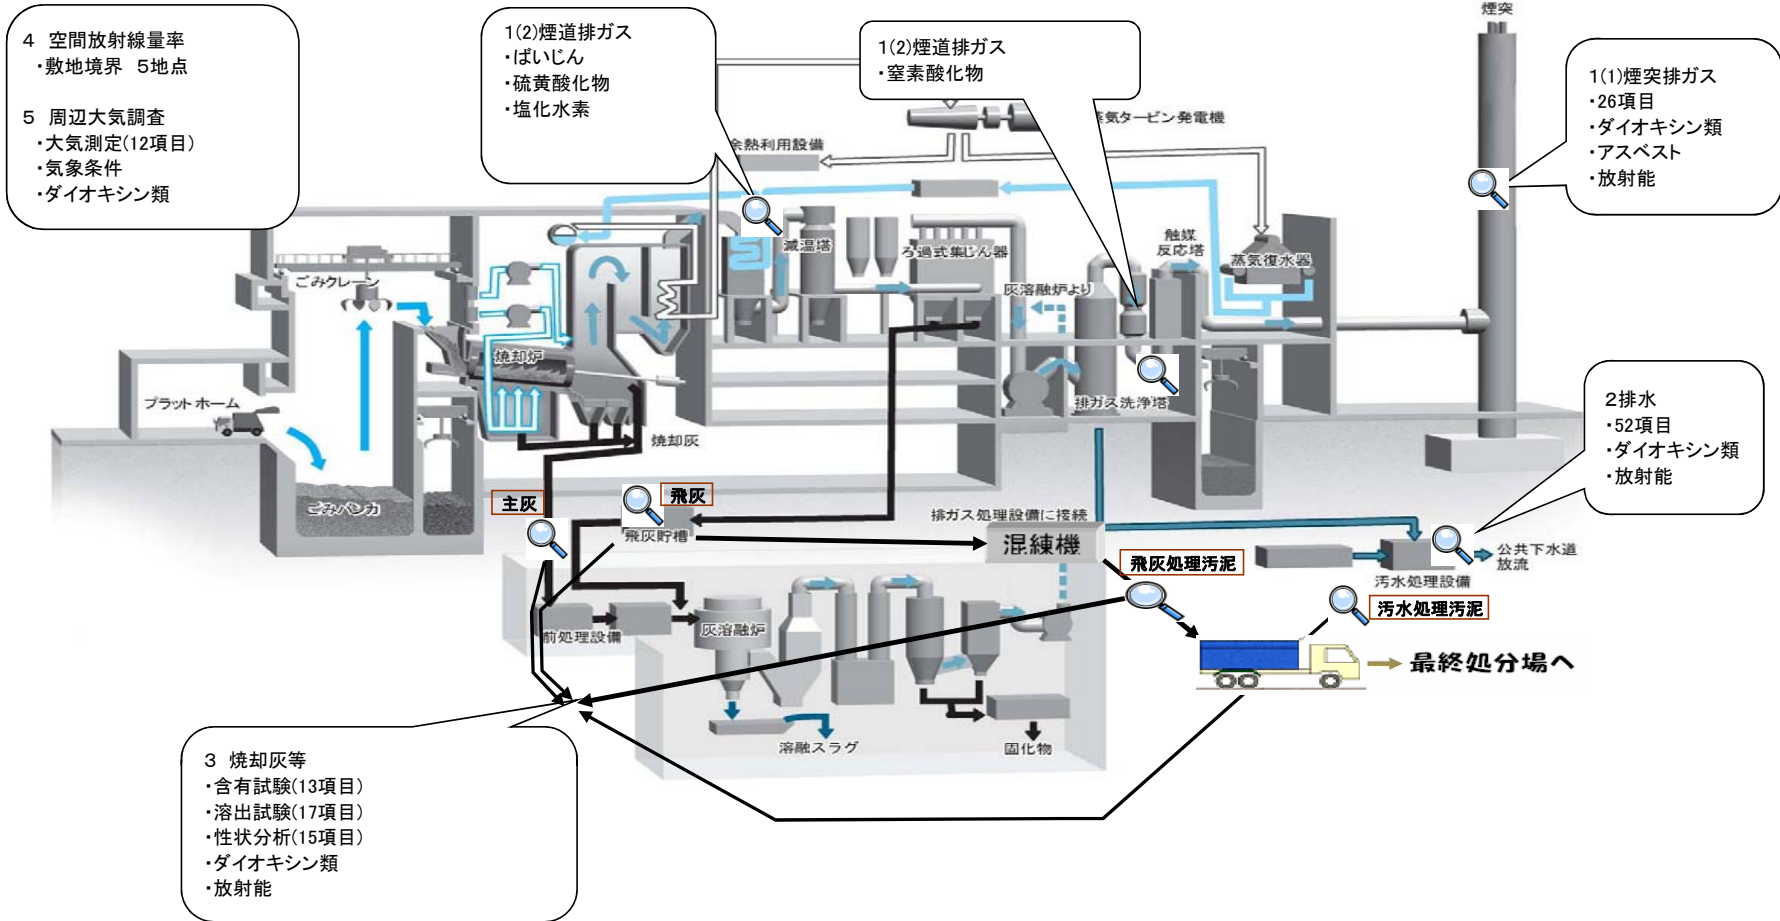 4 空間放射線量率
・敷地境界 5地点
5 周辺大気調査
・大気測定(12項目)
・気象条件
・ダイオキシン類
1(2)煙道排ガス
・ばいじん
・硫黄酸化物
・塩化水素
1(2)煙道排ガス
・窒素酸化物
煙突
1(1)煙突排ガス
・26項目
・ダイオキシン類
・アスベスト
・放射能
蒸気タービン発電機
余熱利用設備
減温塔
ろ過式集じん器
触媒
反応塔
蒸気復水器
灰溶融炉より
ごみクレーン
焼却炉
プラットホーム
排ガス洗浄塔
焼却灰
ごみバンカ
2排水
・52項目
・ダイオキシン類
・放射能
主灰
飛灰
飛灰貯槽
排ガス処理設備に接続
混練機
飛灰処理汚泥
公共下水道
放流
汚水処理設備
汚水処理汚泥
前処理設備
灰溶融炉
最終処分場へ
溶融スラグ
固化物
3 焼却灰等
・含有試験(13項目)
・溶出試験(17項目)
・性状分析(15項目)
・ダイオキシン類
・放射能